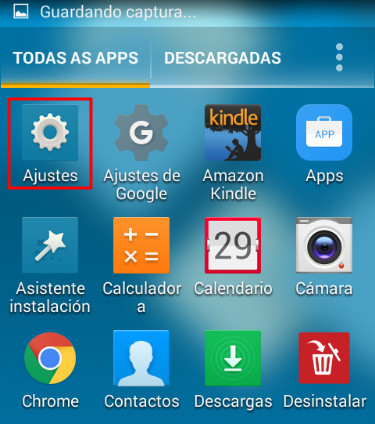 Guardando captura...
TODAS AS APPS
DESCARGADAS
Ajustes
G
Ajustes de
Google
kindle
Amazon
Kindle
APP
Apps
Asistente
instalación
Calculador
a
29
Calendario
Cámara
Chrome
Contactos
Descargas
Desinstalar